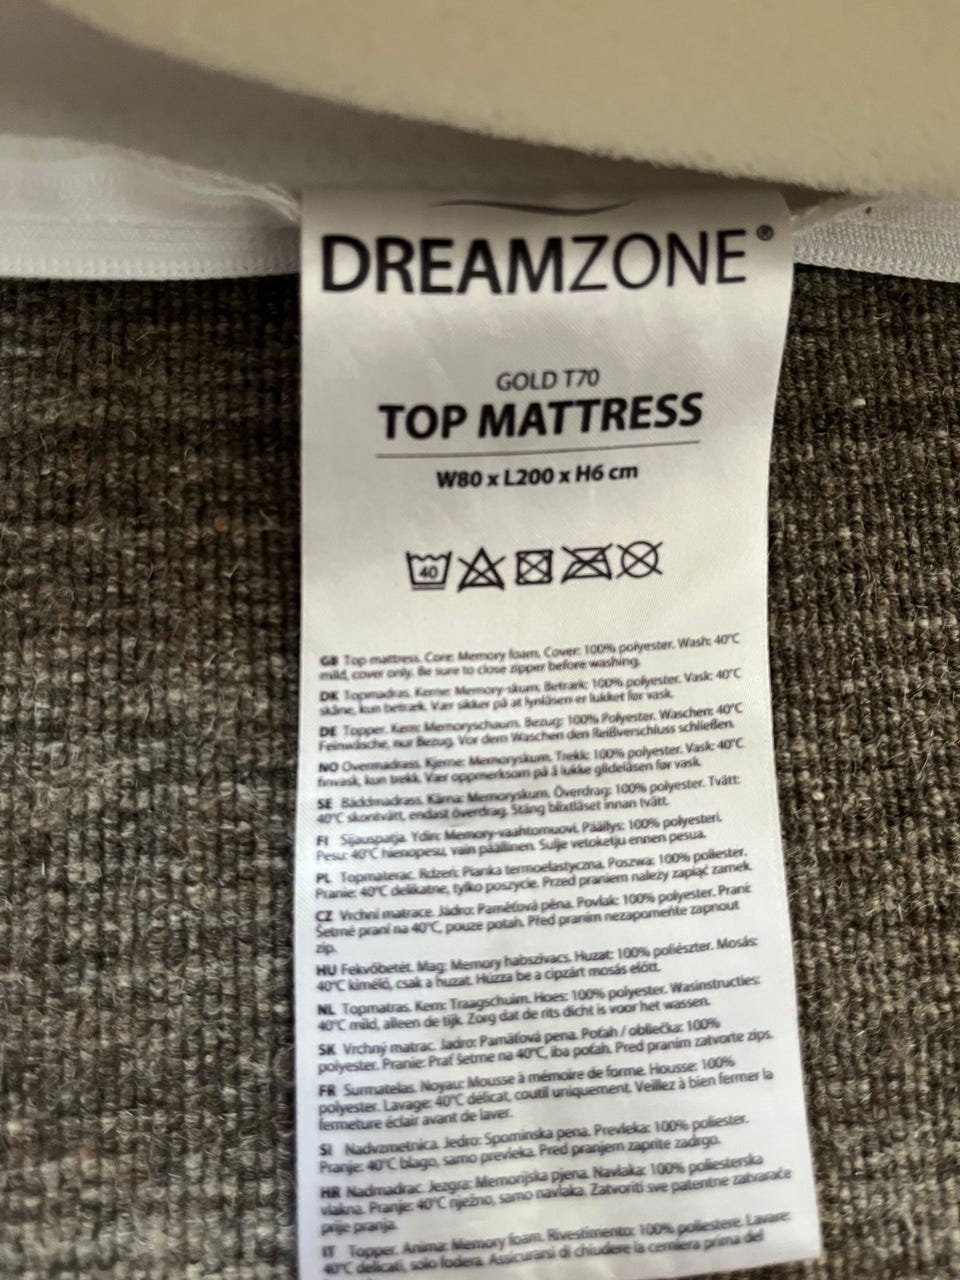 DREAMZONE®
GOLD T70
TOP MATTRESS
W80 x L200 x H6 cm
40
GB Top mattress. Core: Memory foam, Cover: 100% polyester. Wash: 40°C
mild, cover only. Be sure to close zipper before washing.
DK Topmadras. Kerne: Memory-skum, Betræk: 100% polyester. Vask: 40°C
skåne, kun betræk. Vær sikker på at lynlåsen er lukket før vask.
DE Topper. Kern: Memoryschaum, Bezug: 100% Polyester. Waschen: 40°C
Feinwäsche, nur Bezug. Vor dem Waschen den Reißverschluss schließen.
NO Overmadrass. Kjerne: Memoryskum, Trekk: 100% polyester. Vask: 40°C
finvask, kun trekk. Vær oppmerksom på å lukke glidelåsen før vask.
SE Bäddmadrass. Kärna: Memoryskum. Överdrag: 100% polyester. Tvätt:
40°C skontvätt, endast överdrag. Stäng blixtlåset innan tvätt.
FI Sijauspatja. Ydin: Memory-vaahtomuovi. Päällys: 100% polyesteri.
Pesu: 40°C hienopesu, vain päällinen. Sulje vetoketju ennen pesua.
PL Topmaterac. Rdzeń: Pianka termoelastyczna. Poszwa: 100% poliester.
Pranie: 40°C delikatne, tylko poszycie. Przed praniem należy zapiąć zamek.
CZ Vrchní matrace. Jádro: Paměťová pěna. Povlak: 100% polyester. Praní:
Šetrné praní na 40°C, pouze potah. Před praním nezapomeňte zapnout
zip.
HU Fekvőbetét. Mag: Memory habszivacs. Huzat: 100% poliészter. Mosás:
40°C kímélő, csak a huzat. Húzza be a cipzárt mosás előtt.
NL Topmatras. Kern: Traagschuim. Hoes: 100% polyester. Wasinstructies:
40°C mild, alleen de tijk. Zorg dat de rits dicht is voor het wassen.
SK Vrchný matrac. Jadro: Pamäťová pena. Poťah / obliečka: 100%
polyester. Pranie: Prať šetrne na 40°C, iba poťah. Pred praním zatvorte zips.
FR Surmatelas. Noyau: Mousse à mémoire de forme. Housse: 100%
polyester. Lavage: 40°C délicat, coutil uniquement. Veillez à bien fermer la
fermeture éclair avant de laver.
SI Nadvzmetnica. Jedro: Spominska pena. Prevleka: 100% poliester.
Pranje: 40°C blago, samo prevleka. Pred pranjem zaprite zadrgo.
HR Nadmadrac. Jezgra: Memorijska pjena. Navlaka: 100% poliesterska
vlakna. Pranje: 40°C nježno, samo navlaka. Zatvoriti sve patentne zatvarače
prije pranja.
IT Topper. Anima: Memory foam. Rivestimento: 100% poliestere. Lavare:
40°C delicati, solo fodera. Assicurarsi di chiudere la cerniera prima del